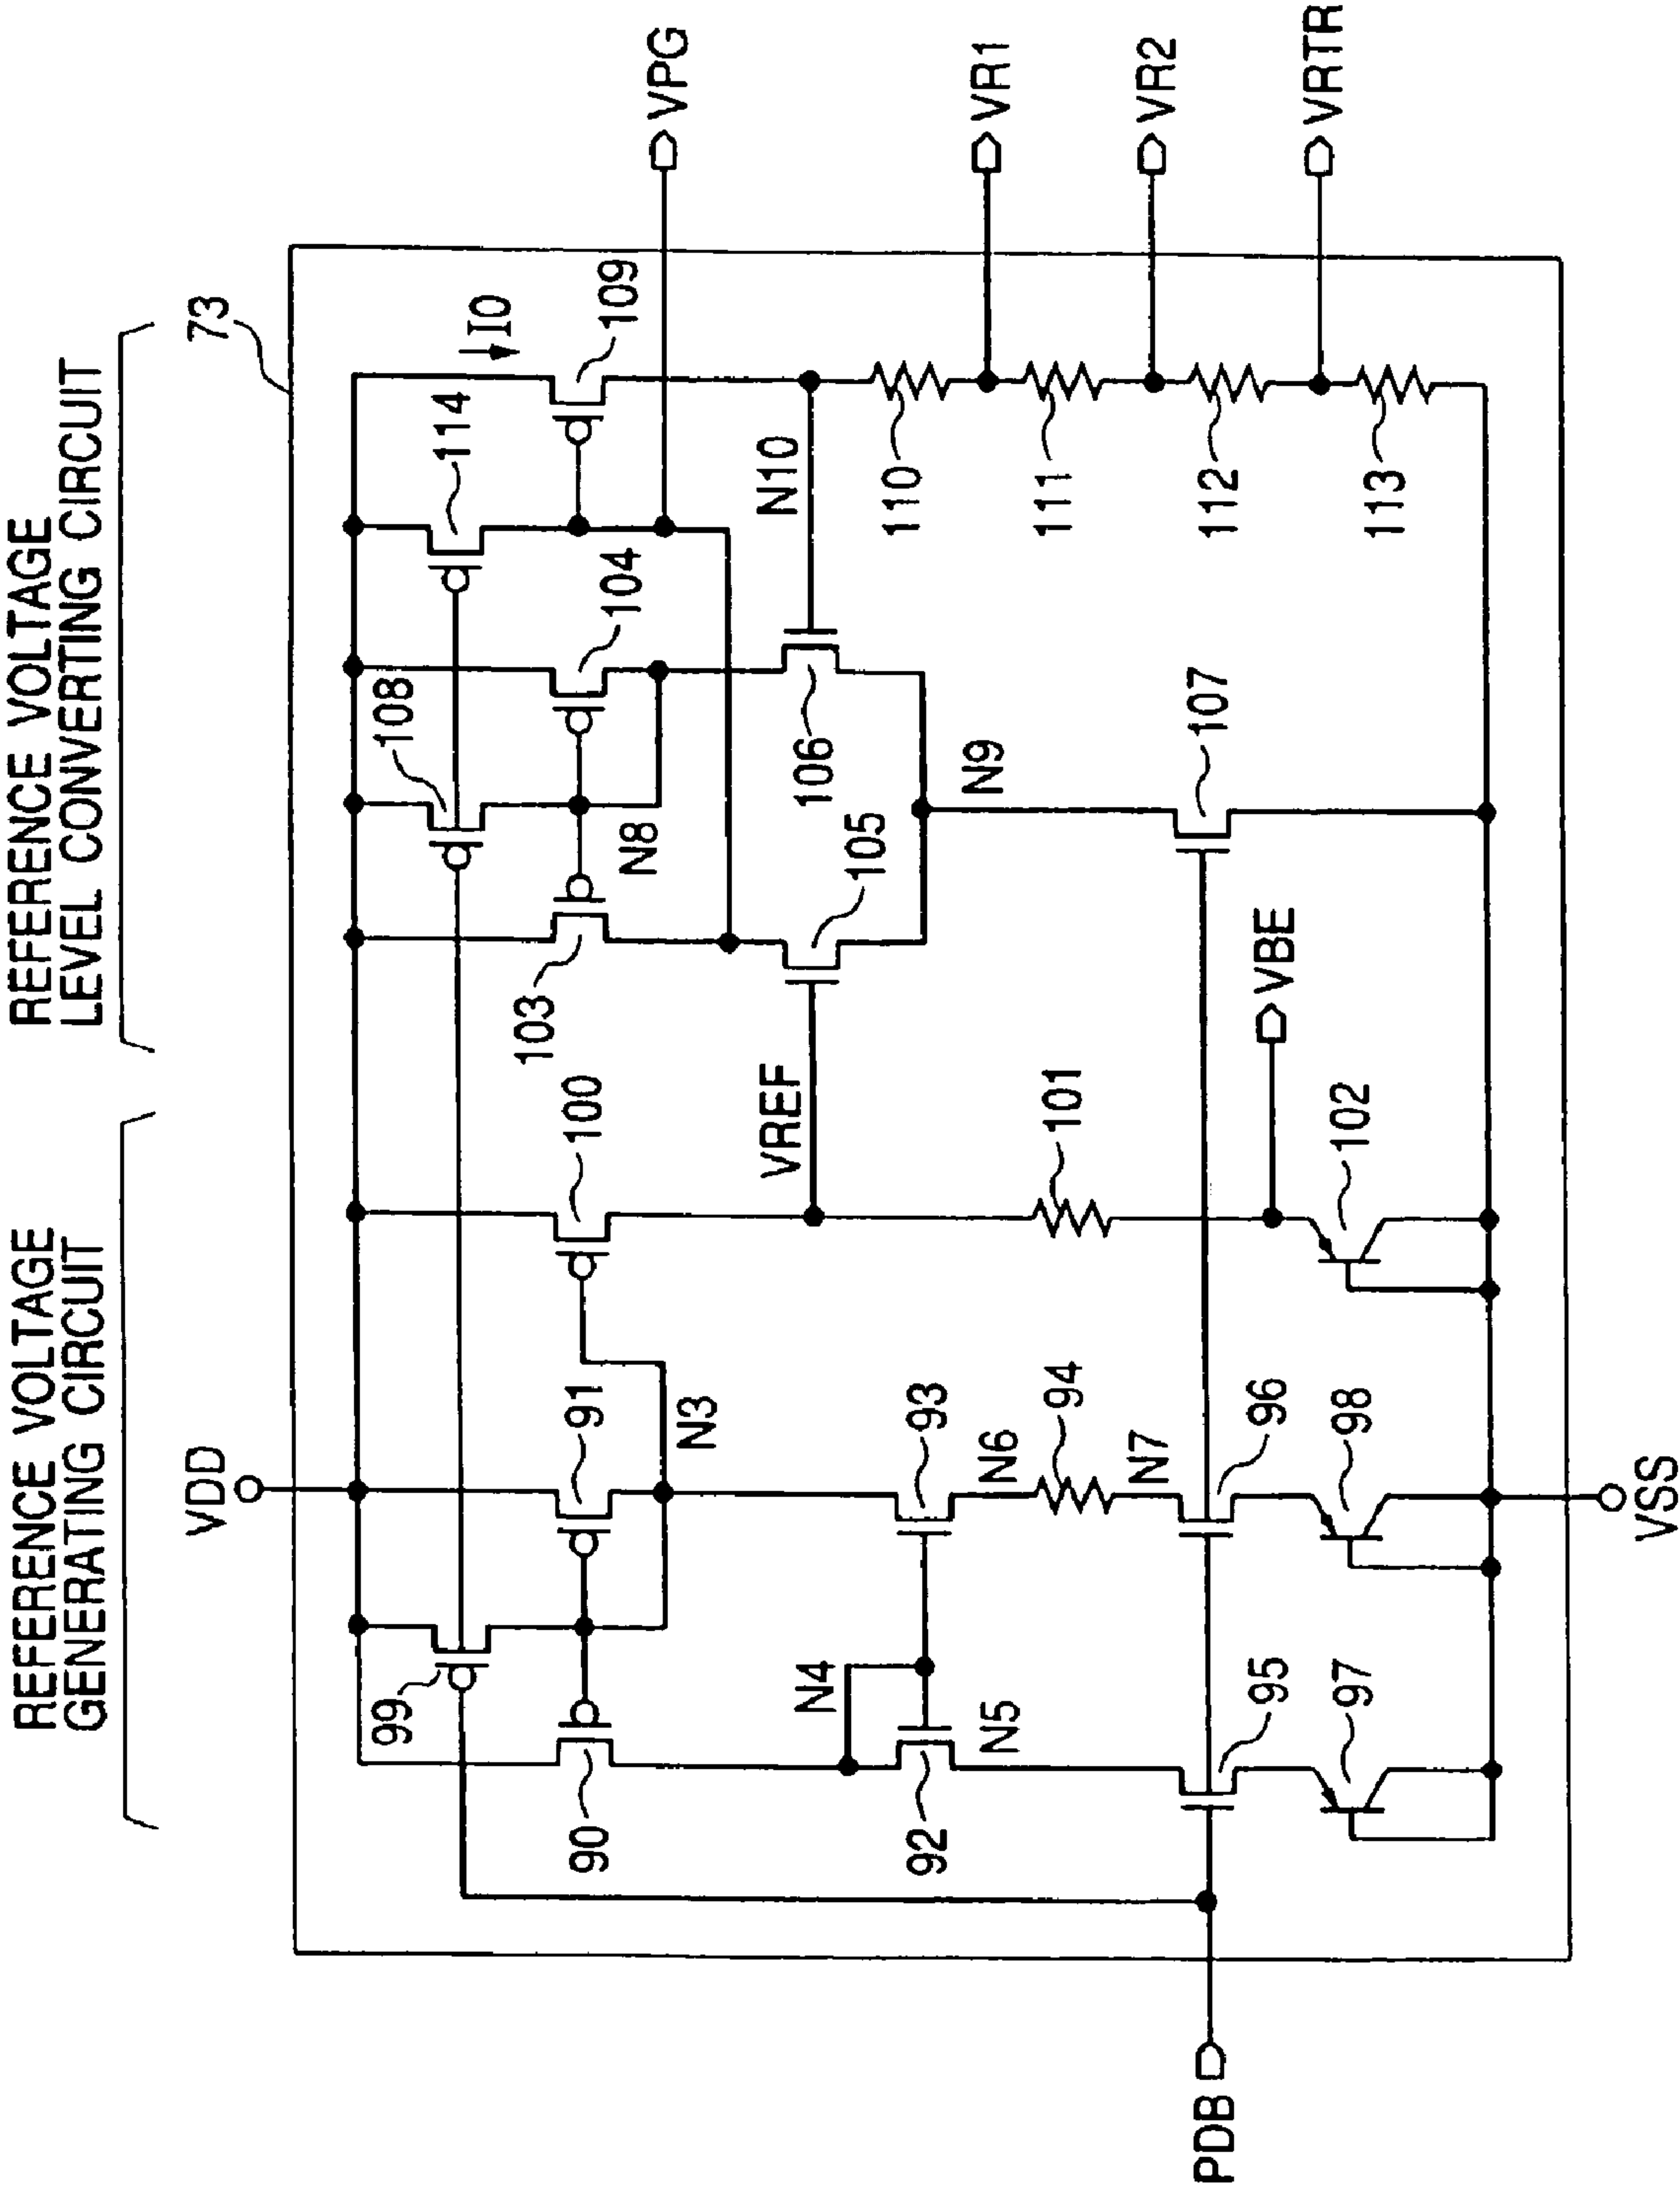 REFERENCE VOLTAGE
GENERATING CIRCUIT
REFERENCE VOLTAGE
LEVEL CONVERTING CIRCUIT
VDD
73
99
108
114
I0
90
91
100
103
104
109
N3
N8
VPG
N4
VREF
N10
92
93
105
106
110
N5
N6
N9
VR1
94
101
111
N7
VR2
PDB
95
96
107
112
VBE
VRTR
97
98
102
113
VSS